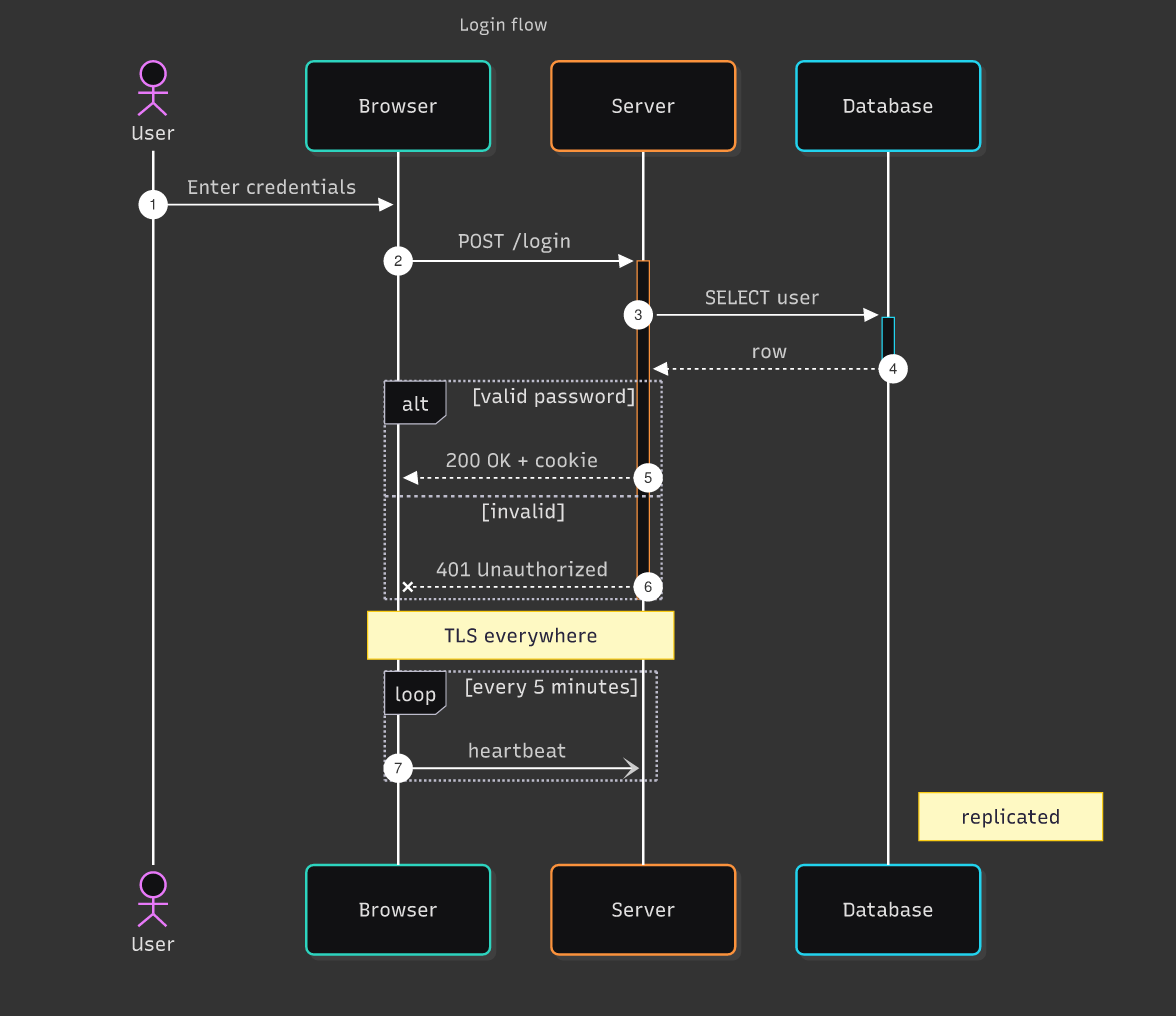 Login flow
User
Browser
Server
Database
1
Enter credentials
2
POST /login
3
SELECT user
4
row
alt
[valid password]
5
200 OK + cookie
[invalid]
6
401 Unauthorized
TLS everywhere
loop
[every 5 minutes]
7
heartbeat
replicated
User
Browser
Server
Database